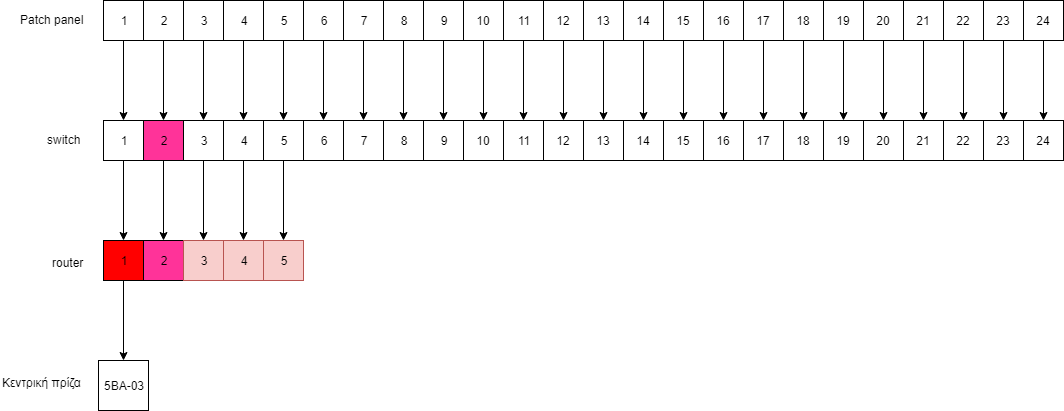 Patch panel 1 2 3 4 5 6 7 8 9 10 11 12 13 14 15 16 17 18 19 20 21 22 23 24
switch 1 2 3 4 5 6 7 8 9 10 11 12 13 14 15 16 17 18 19 20 21 22 23 24
router 1 2 3 4 5
Κεντρική πρίζα 5BA-03